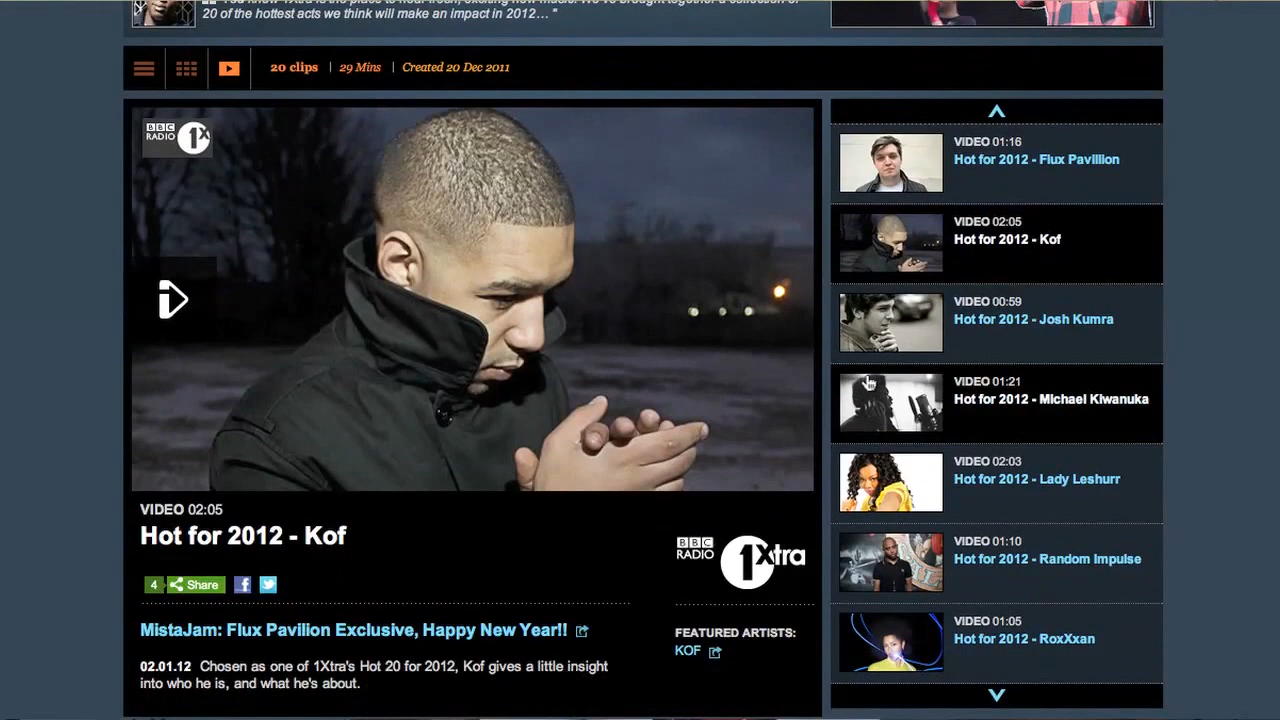 20 of the hottest acts we think will make an impact in 2012… "
20 clips | 29 Mins | Created 20 Dec 2011
BBC
RADIO 1X
VIDEO 02:05
Hot for 2012 - Kof
4 Share
BBC
RADIO 1Xtra
MistaJam: Flux Pavilion Exclusive, Happy New Year!!
02.01.12 Chosen as one of 1Xtra's Hot 20 for 2012, Kof gives a little insight
into who he is, and what he's about.
FEATURED ARTISTS:
KOF
VIDEO 01:16
Hot for 2012 - Flux Pavillion
VIDEO 02:05
Hot for 2012 - Kof
VIDEO 00:59
Hot for 2012 - Josh Kumra
VIDEO 01:21
Hot for 2012 - Michael Kiwanuka
VIDEO 02:03
Hot for 2012 - Lady Leshurr
VIDEO 01:10
Hot for 2012 - Random Impulse
VIDEO 01:05
Hot for 2012 - RoxXxan